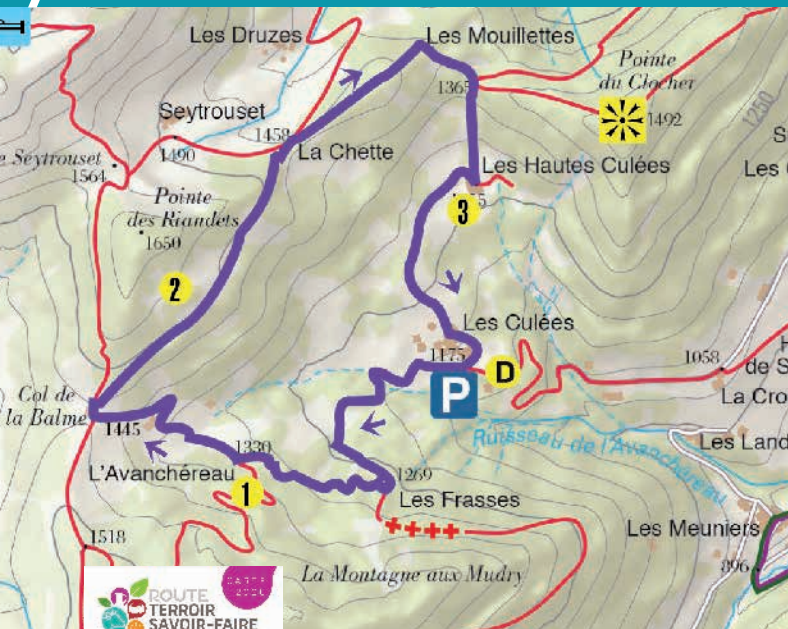 Les Druzes
Les Mouillettes
Pointe
du Clocher
1365
1492
1250
Seytrouset
1458
1490
La Chette
Seytrouset
1564
Les Hautes Culées
Les
Pointe
des Riandets
1650
3
2
Les Culées
1175
D
P
1058
de S
La Cro
Col de
la Balme
1445
Ruisseau de l'Avanchéreau
Les Land
1330
L'Avanchéreau
1
1269
Les Frasses
Les Meuniers
1518
896
La Montagne aux Mudry
ROUTE
TERROIR
SAVOIR-FAIRE